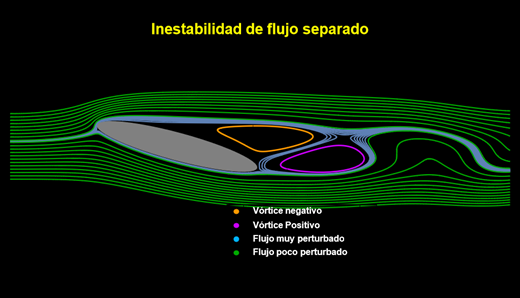 Inestabilidad de flujo separado
Vórtice negativo
Vórtice Positivo
Flujo muy perturbado
Flujo poco perturbado